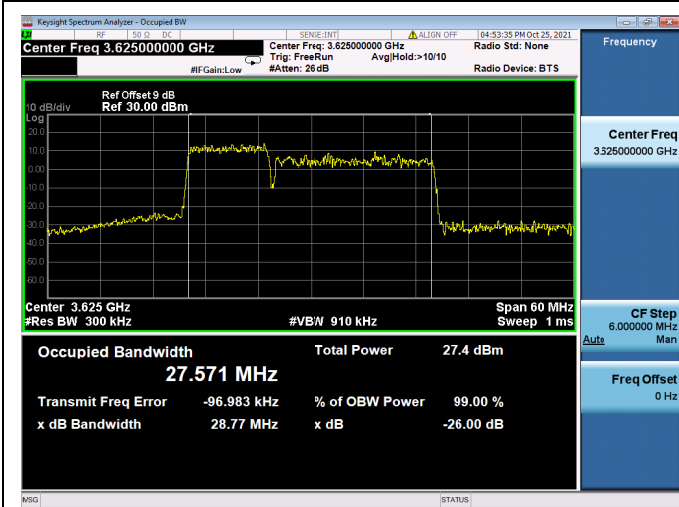 Keysight Spectrum Analyzer - Occupied BW
RF 50 Ω DC SENSE:INT ALIGN OFF 04:53:35 PM Oct 25, 2021
Center Freq 3.625000000 GHz
Center Freq: 3.625000000 GHz
Radio Std: None
Trig: FreeRun Avg|Hold:>10/10
#IFGain:Low #Atten: 26dB Radio Device: BTS
Ref Offset 9 dB
10 dB/div Ref 30.00 dBm
Log
20.0
10.0
0.00
-10.0
-20.0
-30.0
-40.0
-50.0
-60.0
Center 3.625 GHz Span 60 MHz
#Res BW 300 kHz #VBW 910 kHz Sweep 1 ms
Occupied Bandwidth Total Power 27.4 dBm
27.571 MHz
Transmit Freq Error -96.983 kHz % of OBW Power 99.00 %
x dB Bandwidth 28.77 MHz x dB -26.00 dB
Frequency
Center Freq
3.625000000 GHz
CF Step
6.000000 MHz
Auto Man
Freq Offset
0 Hz
MSG STATUS